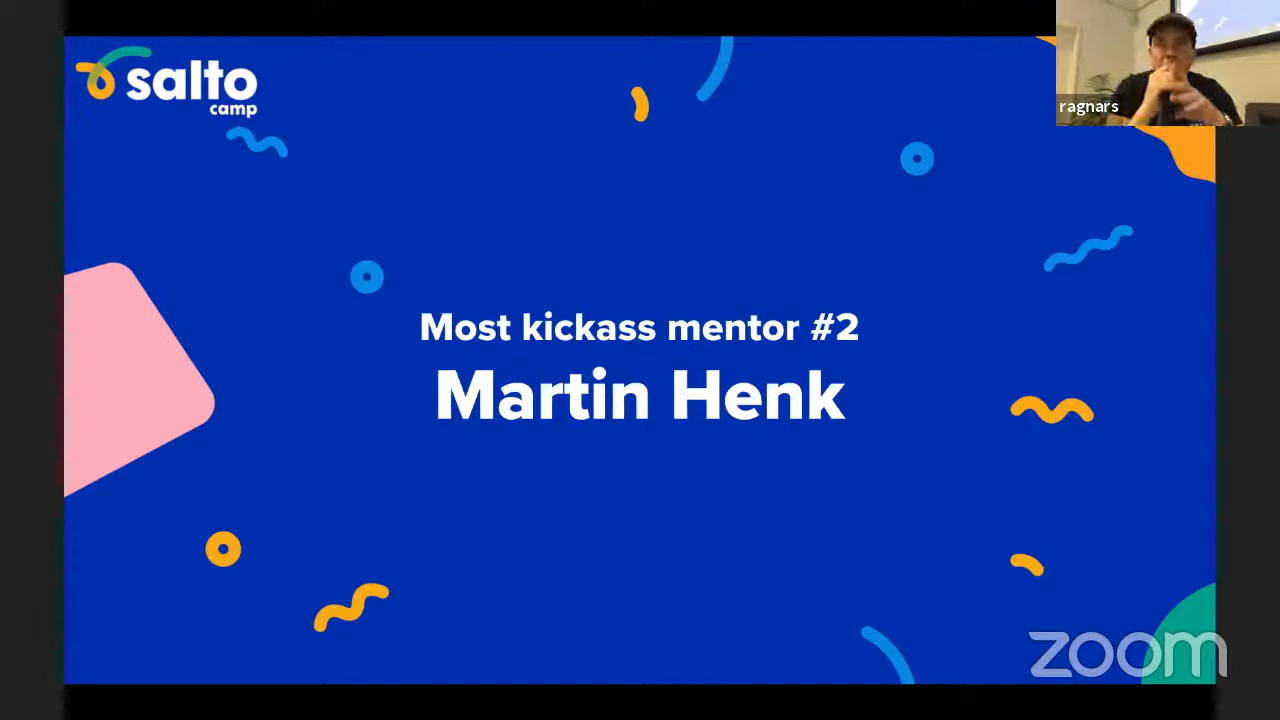 salto
camp
ragnars
Most kickass mentor #2
Martin Henk
zoom